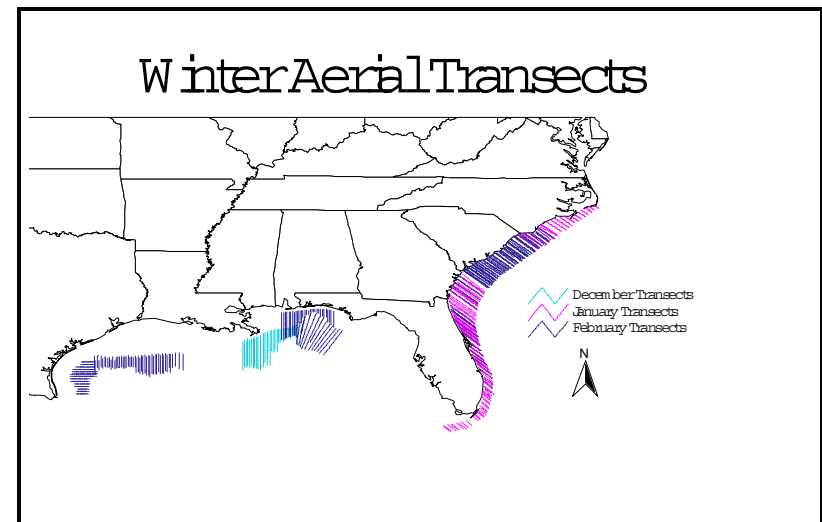 Winter Aerial Transects
December Transects
January Transects
February Transects
N